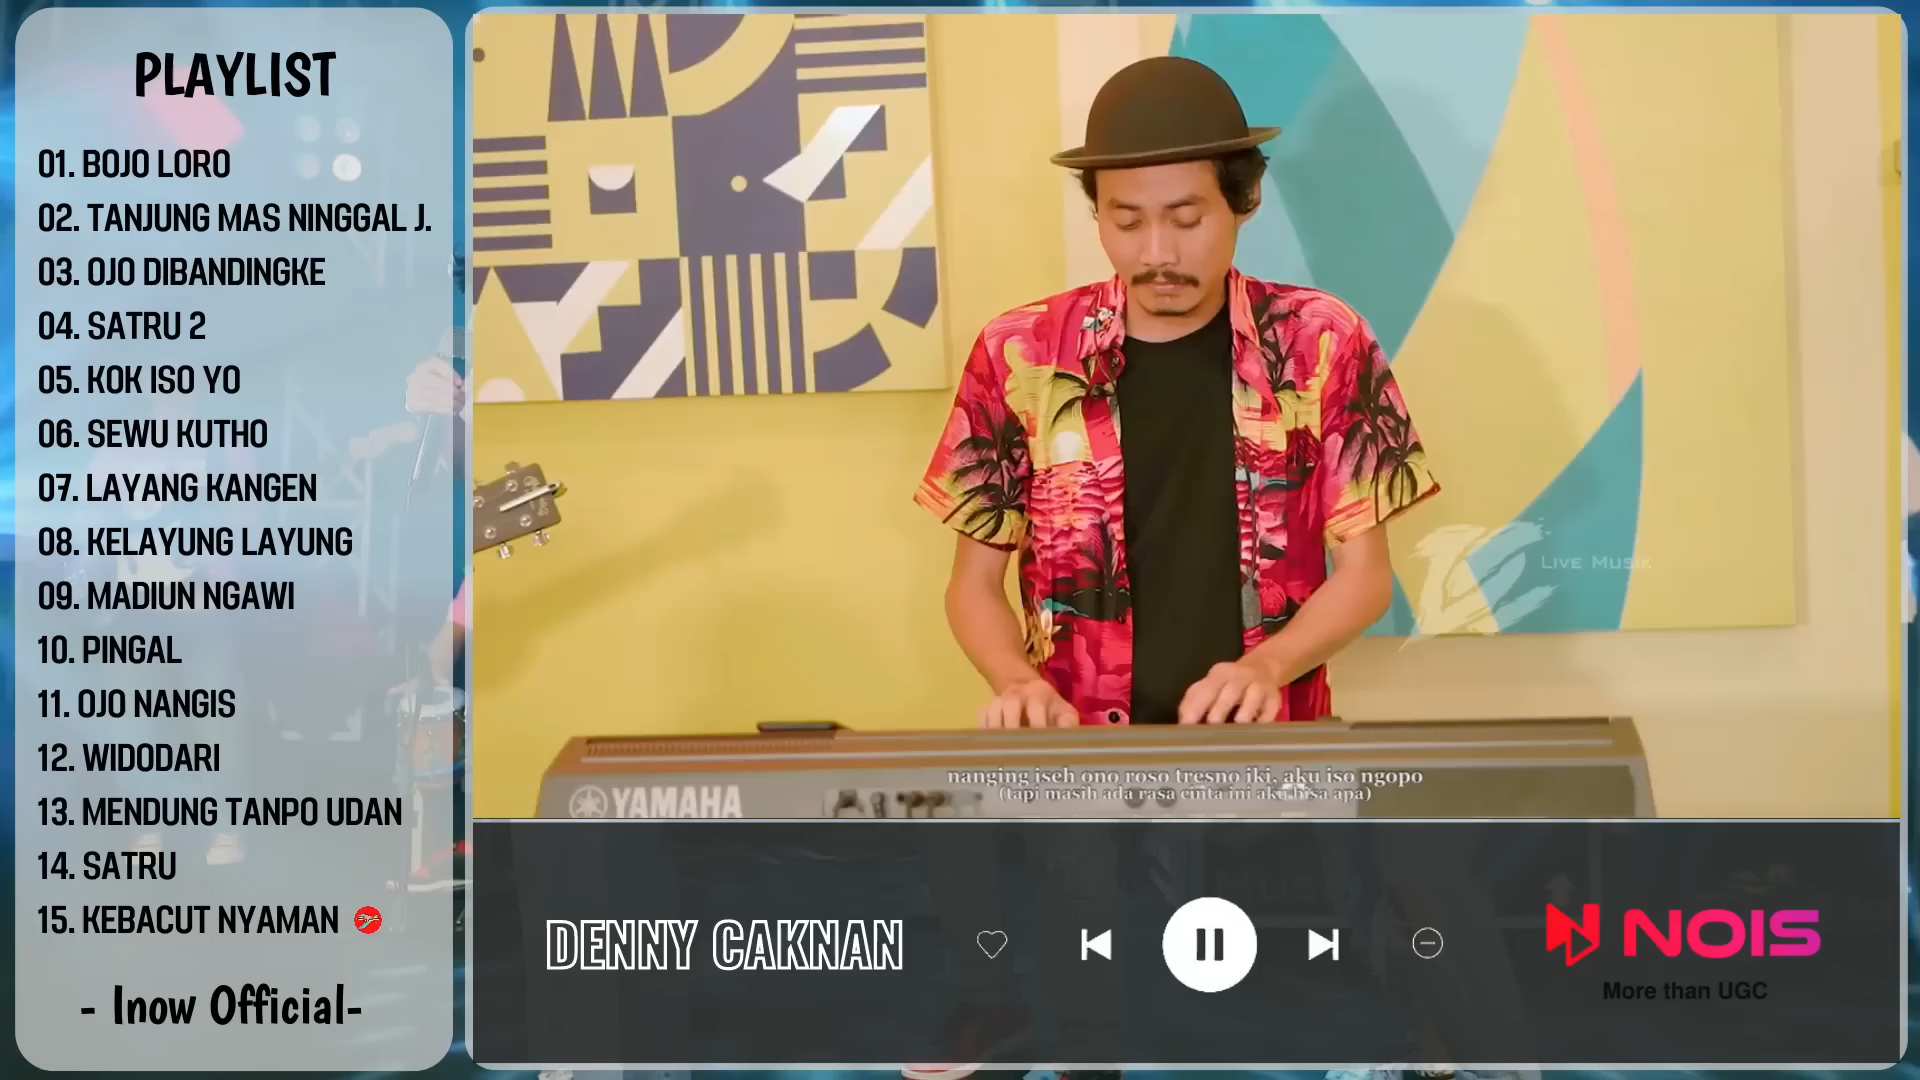 PLAYLIST
01. BOJO LORO
02. TANJUNG MAS NINGGAL J.
03. OJO DIBANDINGKE
04. SATRU 2
05. KOK ISO YO
06. SEWU KUTHO
07. LAYANG KANGEN
08. KELAYUNG LAYUNG
09. MADIUN NGAWI
10. PINGAL
11. OJO NANGIS
12. WIDODARI
13. MENDUNG TANPO UDAN
14. SATRU
15. KEBACUT NYAMAN
- Inow Official-
LIVE MUSIK
nanging iseh ono roso tresno iki, aku iso ngopo
(tapi masih ada rasa cinta ini aku bisa apa)
YAMAHA
DENNY CAKNAN
NOIS
More than UGC